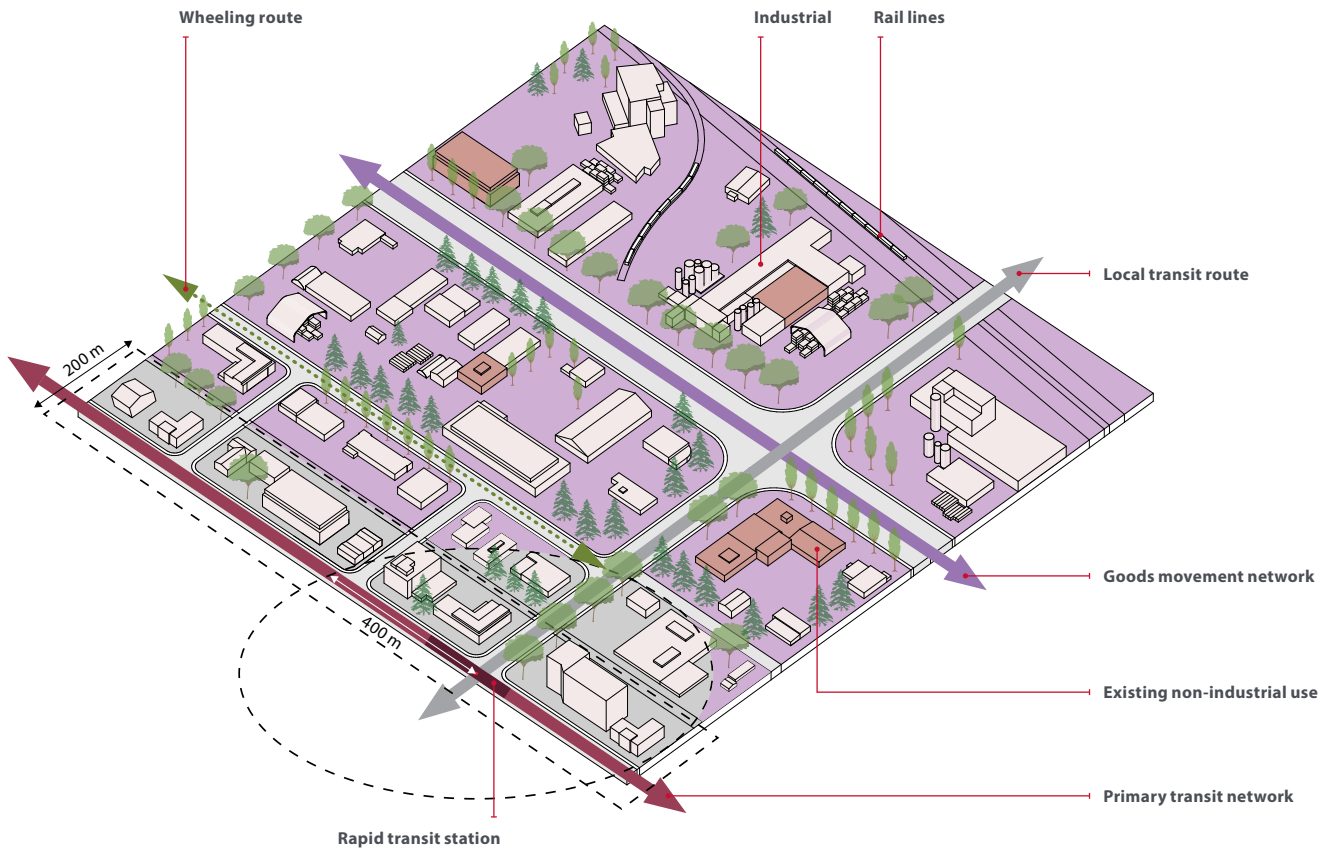 Wheeling route
Industrial
Rail lines
Local transit route
200 m
400 m
Goods movement network
Existing non-industrial use
Primary transit network
Rapid transit station